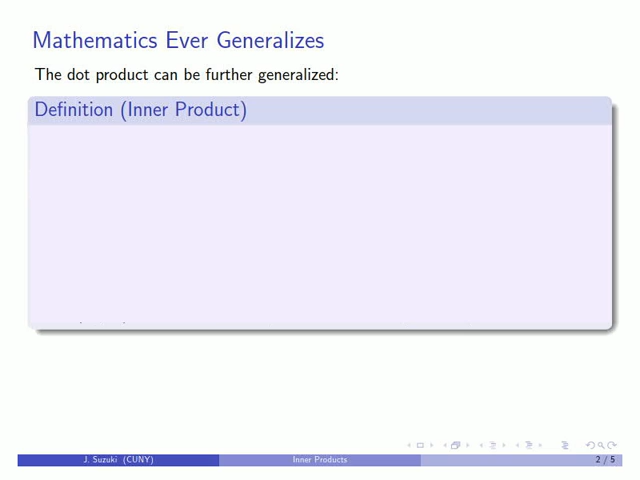 Mathematics Ever Generalizes
The dot product can be further generalized:
Definition (Inner Product)
J. Suzuki (CUNY) Inner Products 2 / 5